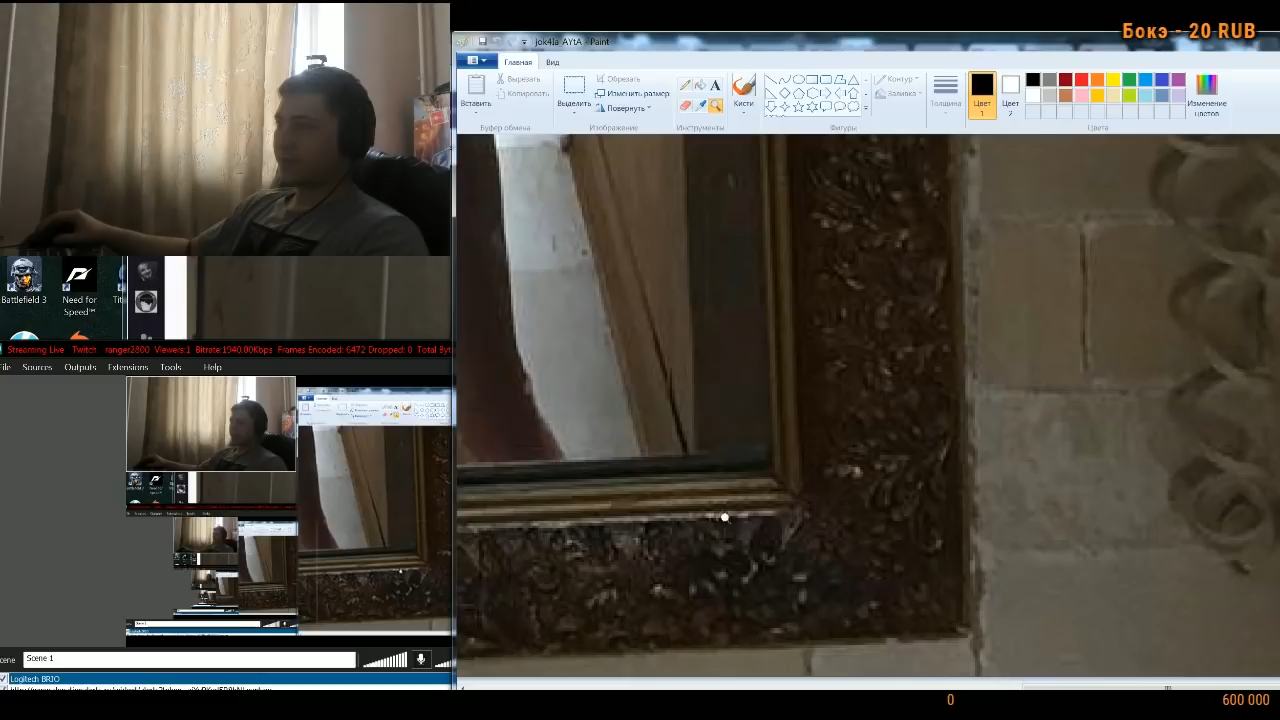 Бокэ - 20 RUB
jok4la_AYtA - Paint
Главная Вид
Вставить
Вырезать
Копировать
Буфер обмена
Выделить
Обрезать
Изменить размер
Повернуть
Изображение
Инструменты
Кисти
Фигуры
Контур
Заливка
Толщина
Цвет 1
Цвет 2
Изменение цветов
Цвета
Battlefield 3
Need for Speed™
Streaming Live Twitch ranger2800 Viewers:1 Bitrate:1940.00Kbps Frames Encoded: 6472 Dropped: 0 Total
File Sources Outputs Extensions Tools Help
Scene 1
Logitech BRIO
0
600 000